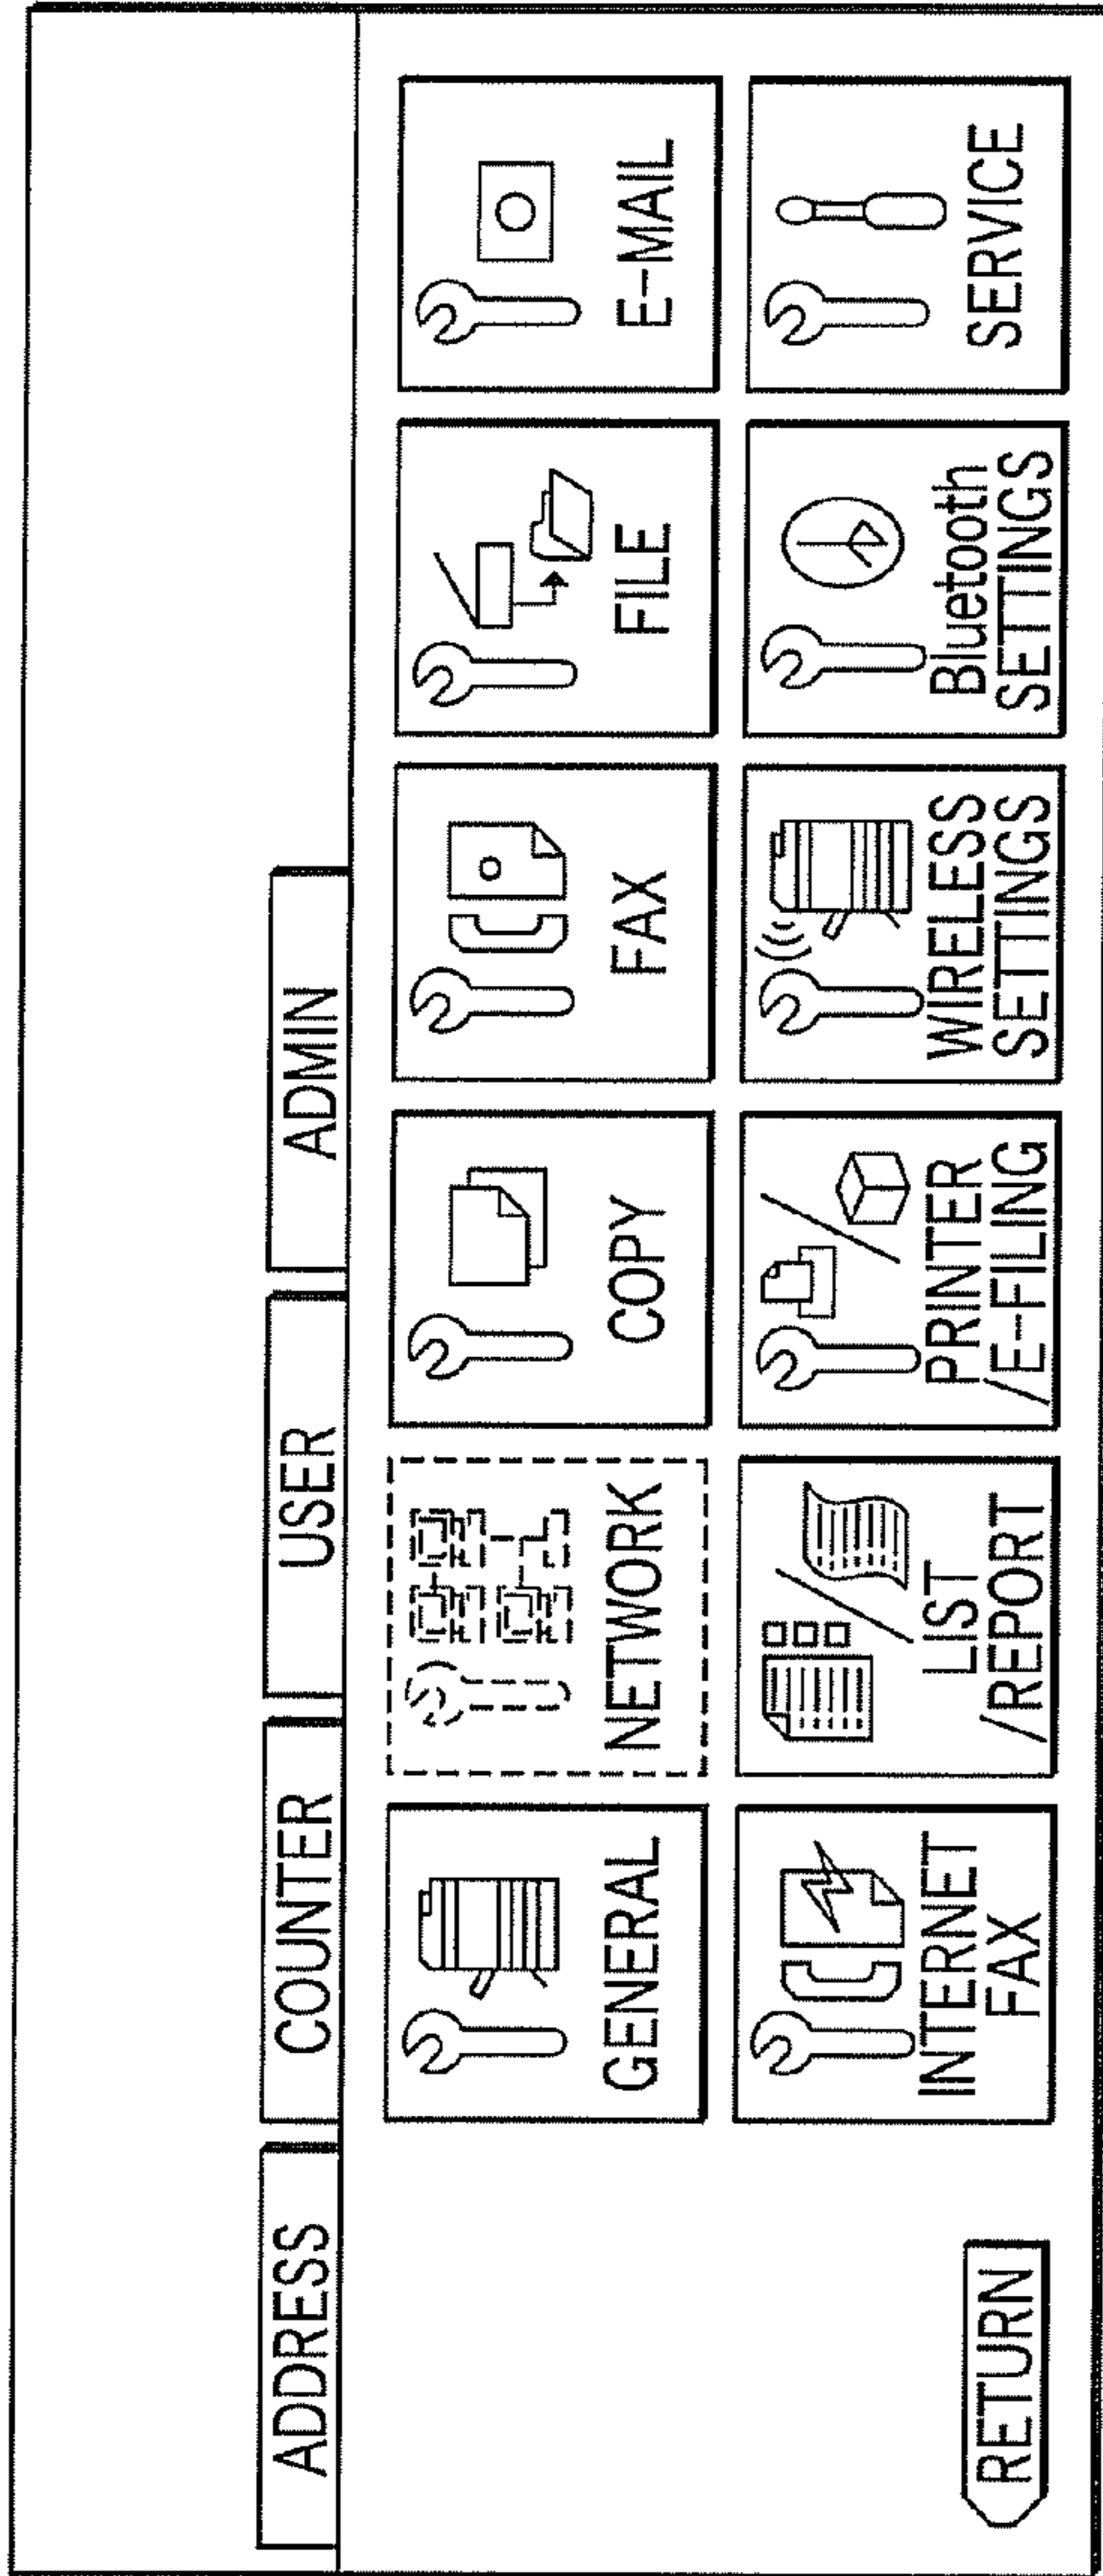 ADDRESS
COUNTER
USER
ADMIN
GENERAL
NETWORK
COPY
FAX
FILE
E-MAIL
INTERNET
FAX
LIST
/REPORT
PRINTER
/E-FILING
WIRELESS
SETTINGS
Bluetooth
SETTINGS
SERVICE
RETURN